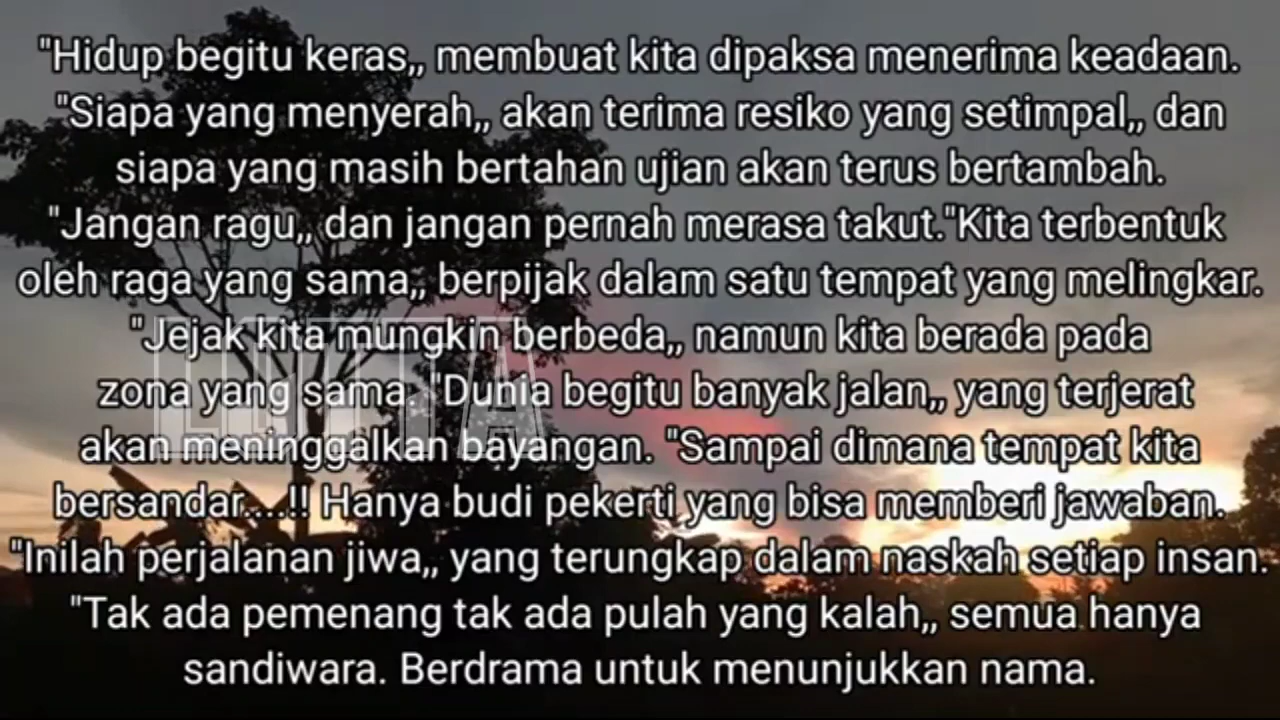 "Hidup begitu keras,, membuat kita dipaksa menerima keadaan.
"Siapa yang menyerah,, akan terima resiko yang setimpal,, dan
siapa yang masih bertahan ujian akan terus bertambah.
"Jangan ragu,, dan jangan pernah merasa takut."Kita terbentuk
oleh raga yang sama,, berpijak dalam satu tempat yang melingkar.
"Jejak kita mungkin berbeda,, namun kita berada pada
zona yang sama. "Dunia begitu banyak jalan,, yang terjerat
akan meninggalkan bayangan. "Sampai dimana tempat kita
bersandar....!! Hanya budi pekerti yang bisa memberi jawaban.
"Inilah perjalanan jiwa,, yang terungkap dalam naskah setiap insan.
"Tak ada pemenang tak ada pulah yang kalah,, semua hanya
sandiwara. Berdrama untuk menunjukkan nama.